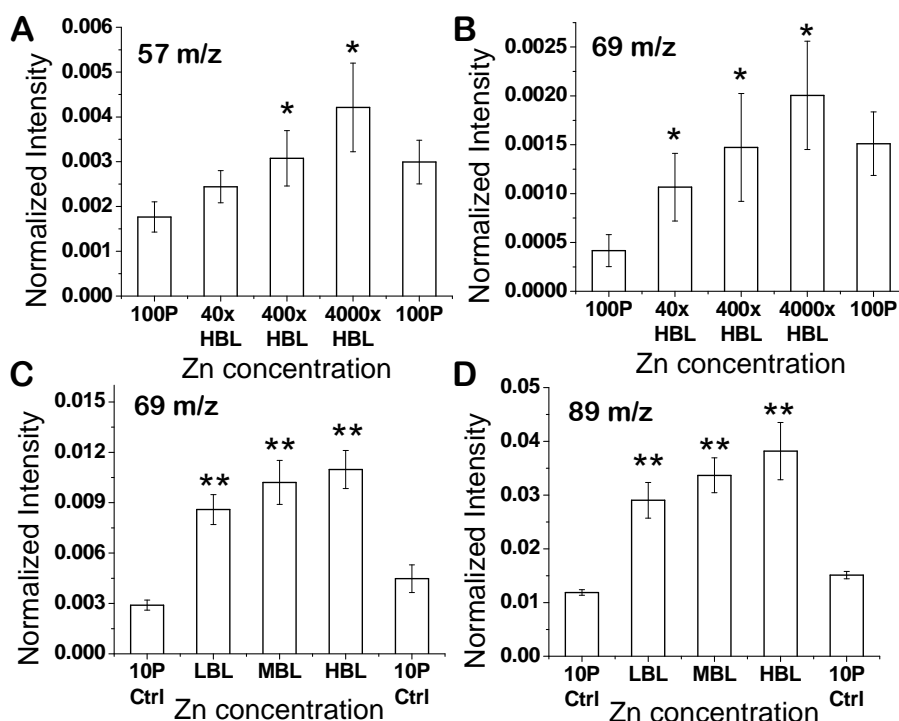 A
57 m/z
Normalized Intensity
0.006
0.005
0.004
0.003
0.002
0.001
0.000
*
*
100P 40x 400x 4000x 100P
HBL HBL HBL
Zn concentration
B
69 m/z
Normalized Intensity
0.0025
0.0020
0.0015
0.0010
0.0005
0.0000
*
*
*
100P 40x 400x 4000x 100P
HBL HBL HBL
Zn concentration
C
69 m/z
Normalized Intensity
0.015
0.012
0.009
0.006
0.003
0.000
**
**
**
10P LBL MBL HBL 10P
Ctrl Ctrl
Zn concentration
D
89 m/z
Normalized Intensity
0.05
0.04
0.03
0.02
0.01
0.00
**
**
**
10P LBL MBL HBL 10P
Ctrl Ctrl
Zn concentration